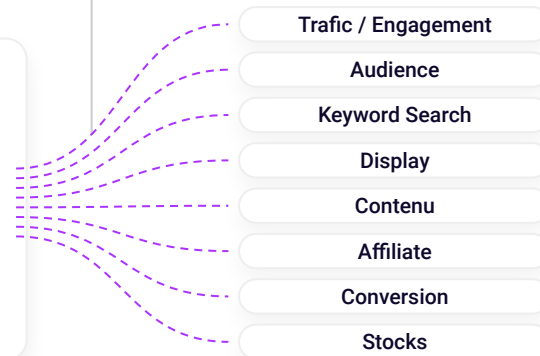 Trafic / Engagement
Audience
Keyword Search
Display
Contenu
Affiliate
Conversion
Stocks